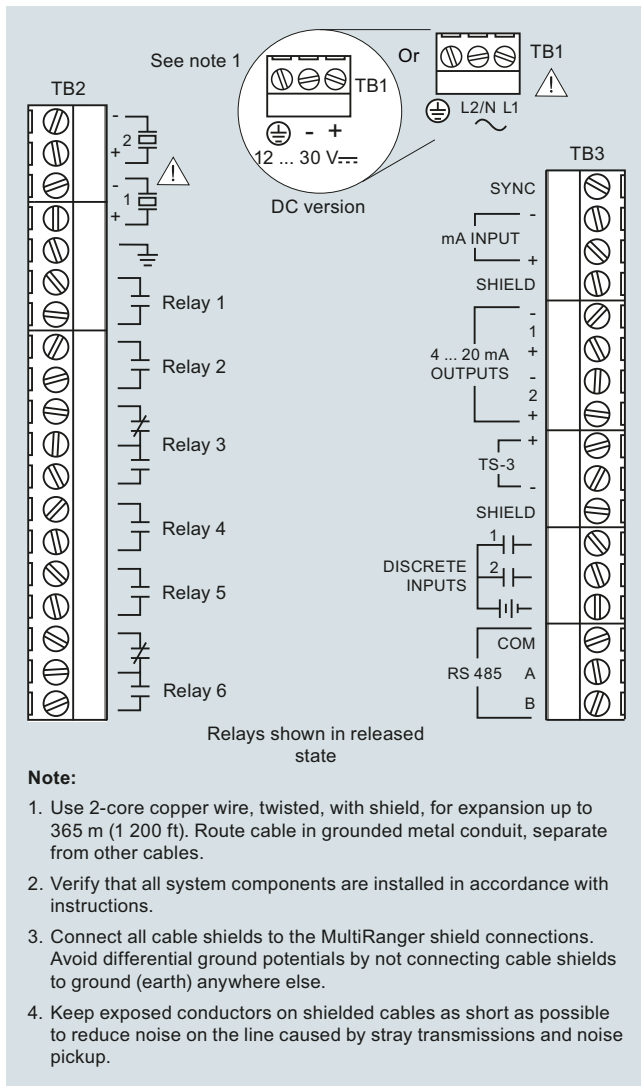 See note 1
TB1
- +
12 ... 30 V
DC version
Or
TB1
L2/N L1
TB2
-
2
+
-
1
+
Relay 1
Relay 2
Relay 3
Relay 4
Relay 5
Relay 6
TB3
SYNC
-
mA INPUT
+
SHIELD
-
1
4 ... 20 mA
+
OUTPUTS
-
2
+
+
TS-3
-
SHIELD
1
DISCRETE
2
INPUTS
COM
RS 485 A
B
Relays shown in released
state
Note:
1. Use 2-core copper wire, twisted, with shield, for expansion up to
365 m (1 200 ft). Route cable in grounded metal conduit, separate
from other cables.
2. Verify that all system components are installed in accordance with
instructions.
3. Connect all cable shields to the MultiRanger shield connections.
Avoid differential ground potentials by not connecting cable shields
to ground (earth) anywhere else.
4. Keep exposed conductors on shielded cables as short as possible
to reduce noise on the line caused by stray transmissions and noise
pickup.